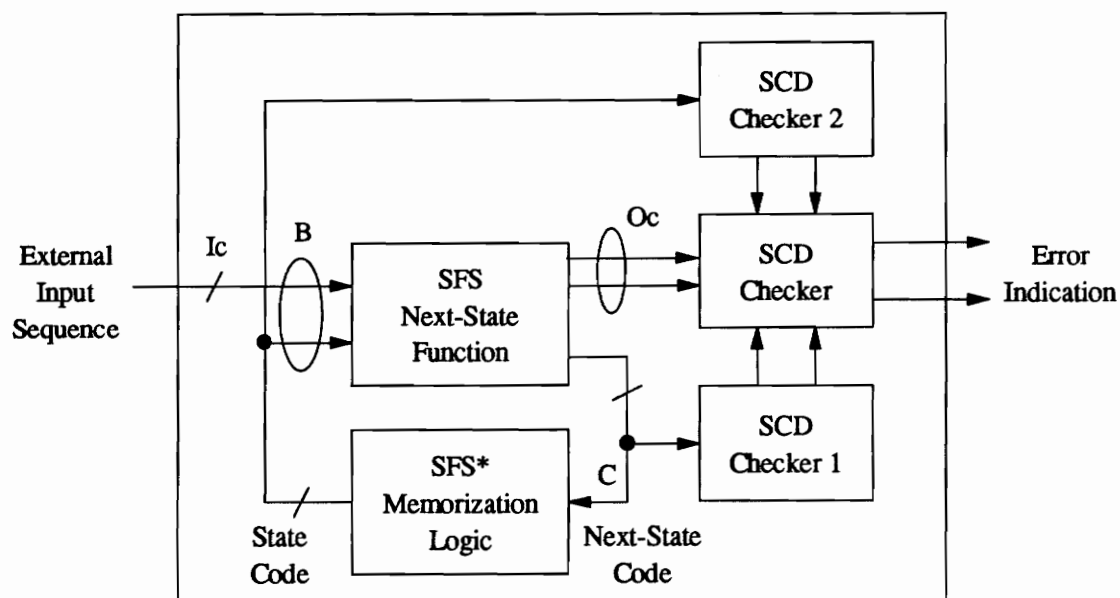 SCD
Checker 2
Oc
B
Ic
External
Input
Sequence
SFS
Next-State
Function
SCD
Checker
Error
Indication
SFS*
Memorization
Logic
C
SCD
Checker 1
State
Code
Next-State
Code